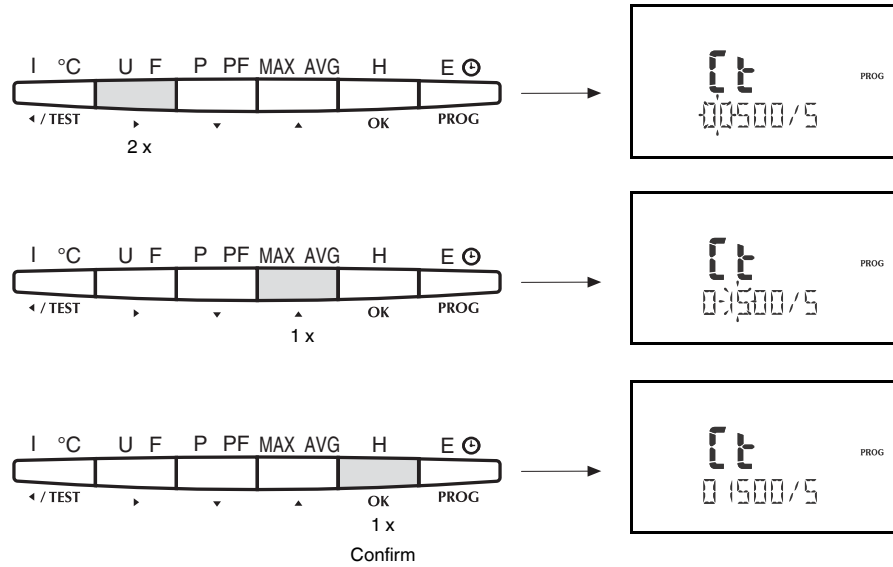 I °C U F P PF MAX AVG H E
/ TEST OK PROG
2 x
Ct PROG
00500/5
I °C U F P PF MAX AVG H E
/ TEST OK PROG
1 x
Ct PROG
01500/5
I °C U F P PF MAX AVG H E
/ TEST OK PROG
1 x
Confirm
Ct PROG
01500/5